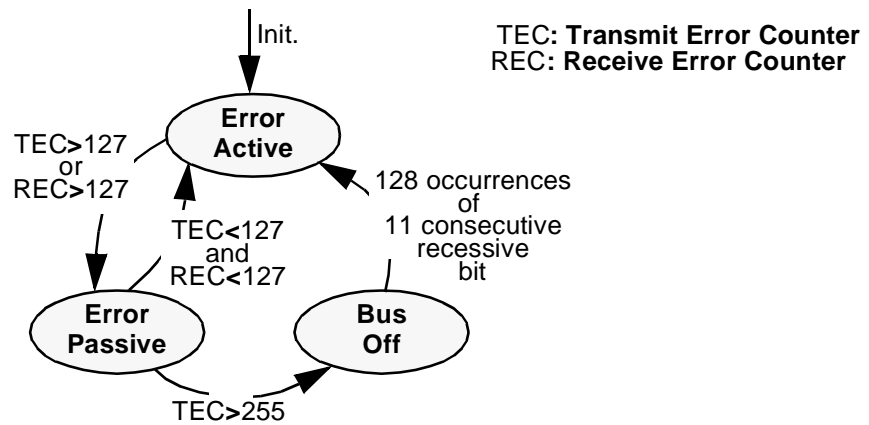 Init.
TEC: Transmit Error Counter
REC: Receive Error Counter
Error
Active
TEC>127
or
REC>127
TEC<127
and
REC<127
128 occurrences
of
11 consecutive
recessive
bit
Error
Passive
Bus
Off
TEC>255